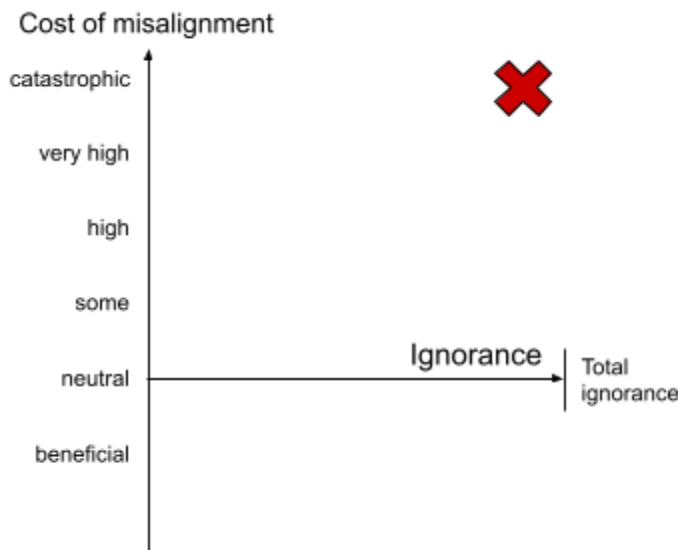 Cost of misalignment
catastrophic
very high
high
some
Ignorance
neutral
Total
ignorance
beneficial